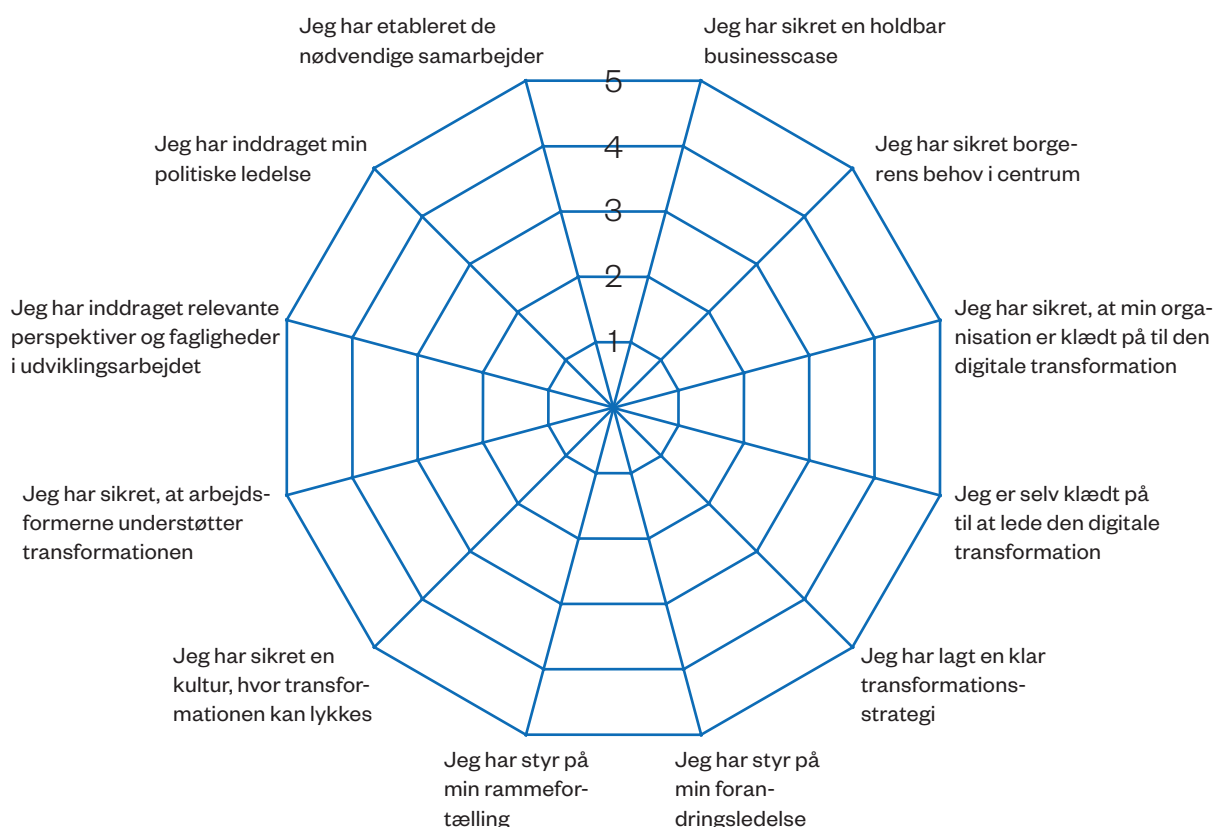 Jeg har etableret de
nødvendige samarbejder
Jeg har sikret en holdbar
businesscase
5
4
3
2
1
Jeg har inddraget min
politiske ledelse
Jeg har sikret borge-
rens behov i centrum
Jeg har inddraget relevante
perspektiver og fagligheder
i udviklingsarbejdet
Jeg har sikret, at min orga-
nisation er klædt på til den
digitale transformation
Jeg har sikret, at arbejds-
formerne understøtter
transformationen
Jeg er selv klædt på
til at lede den digitale
transformation
Jeg har sikret en
kultur, hvor transfor-
mationen kan lykkes
Jeg har lagt en klar
transformations-
strategi
Jeg har styr på
min rammefor-
tælling
Jeg har styr på
min foran-
dringsledelse